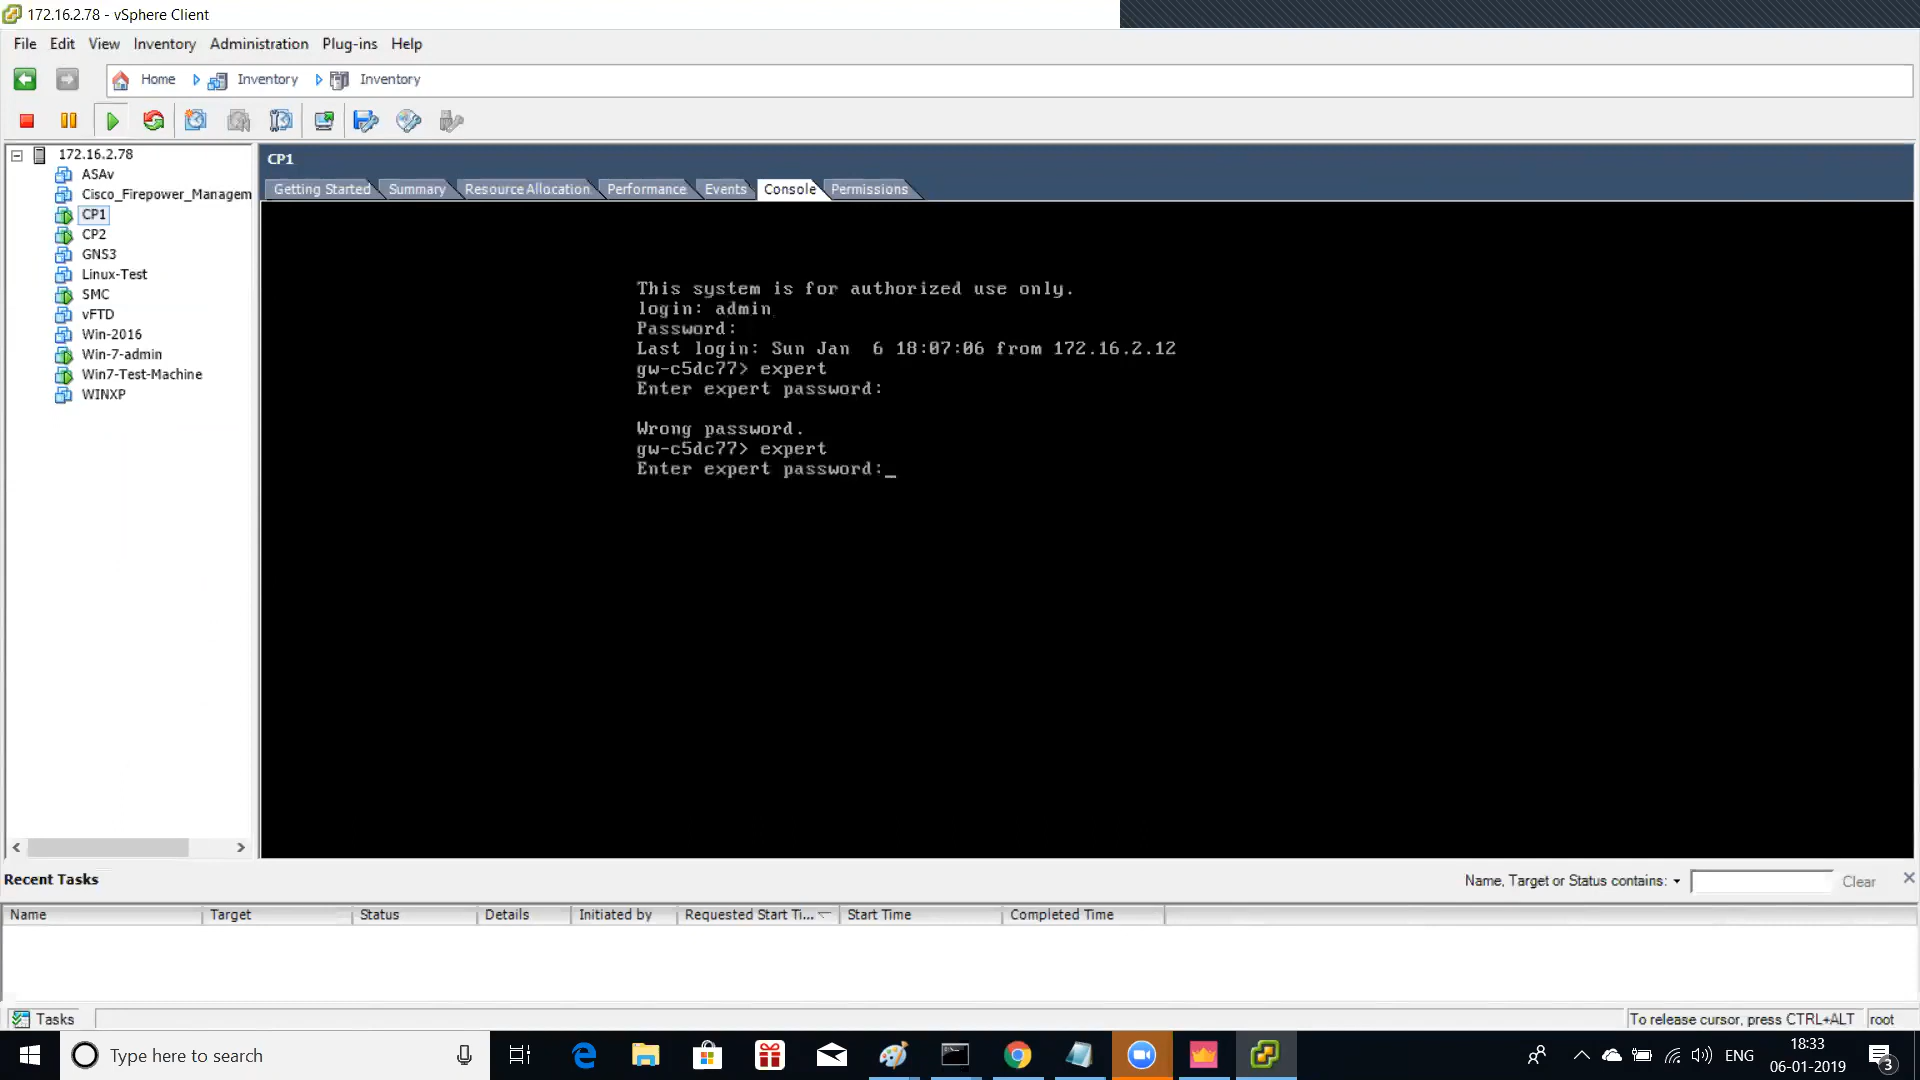 172.16.2.78 - vSphere Client
File Edit View Inventory Administration Plug-ins Help
Home Inventory Inventory
172.16.2.78
ASAv
Cisco_Firepower_Managem
CP1
CP2
GNS3
Linux-Test
SMC
vFTD
Win-2016
Win-7-admin
Win7-Test-Machine
WINXP
CP1
Getting Started Summary Resource Allocation Performance Events Console Permissions
This system is for authorized use only.
login: admin
Password:
Last login: Sun Jan  6 18:07:06 from 172.16.2.12
gw-c5dc77> expert
Enter expert password:
Wrong password.
gw-c5dc77> expert
Enter expert password:_
Recent Tasks
Name, Target or Status contains: Clear
Name Target Status Details Initiated by Requested Start Ti... Start Time Completed Time
Tasks
To release cursor, press CTRL+ALT root
Type here to search
ENG
18:33
06-01-2019
3